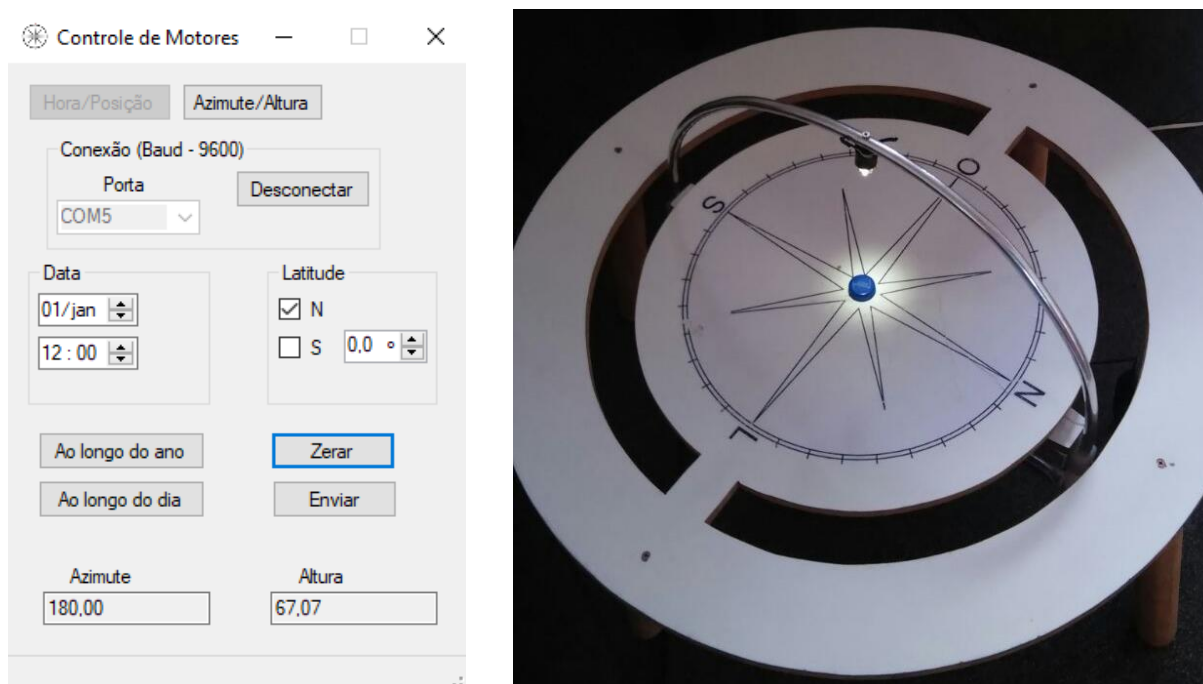 Controle de Motores
Hora/Posição Azimute/Altura
Conexão (Baud - 9600)
Porta
COM5
Desconectar
Data
01/jan
12 : 00
Latitude
N
S 0,0 º
Ao longo do ano
Zerar
Ao longo do dia
Enviar
Azimute
180,00
Altura
67,07
S
O
L
N